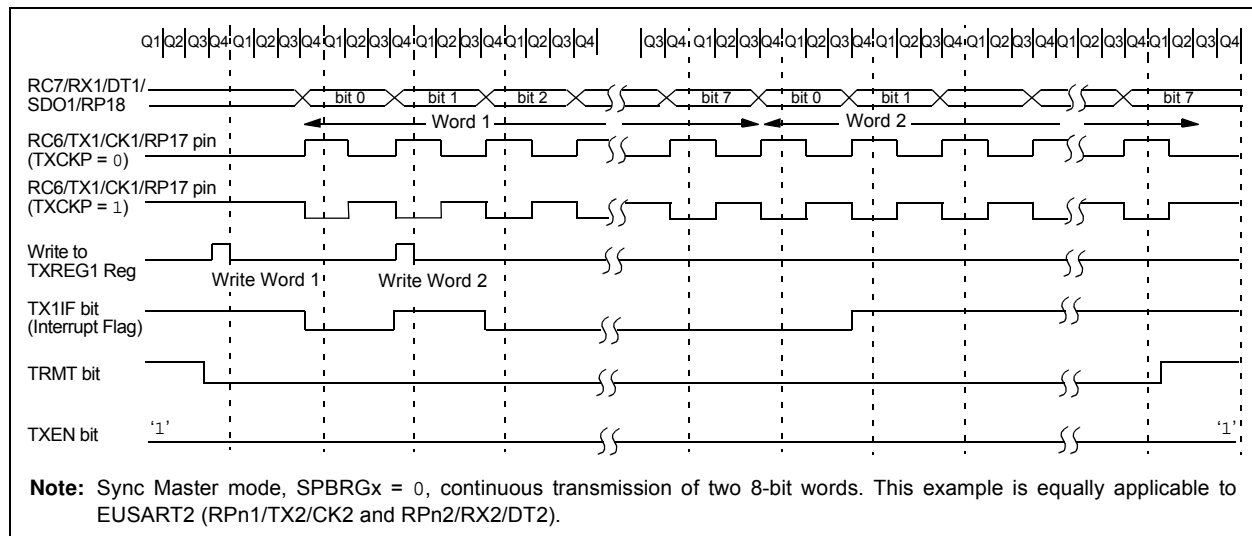 Q1 Q2 Q3 Q4 Q1 Q2 Q3 Q4 Q1 Q2 Q3 Q4 Q1 Q2 Q3 Q4 Q1 Q2 Q3 Q4 Q3 Q4 Q1 Q2 Q3 Q4 Q1 Q2 Q3 Q4 Q1 Q2 Q3 Q4 Q1 Q2 Q3 Q4 Q1 Q2 Q3 Q4 Q1 Q2 Q3 Q4
RC7/RX1/DT1/
SDO1/RP18
bit 0 bit 1 bit 2 bit 7 bit 0 bit 1 bit 7
Word 1 Word 2
RC6/TX1/CK1/RP17 pin
(TXCKP = 0)
RC6/TX1/CK1/RP17 pin
(TXCKP = 1)
Write to
TXREG1 Reg
Write Word 1 Write Word 2
TX1IF bit
(Interrupt Flag)
TRMT bit
TXEN bit
‘1’ ‘1’
Note: Sync Master mode, SPBRGx = 0, continuous transmission of two 8-bit words. This example is equally applicable to
EUSART2 (RPn1/TX2/CK2 and RPn2/RX2/DT2).